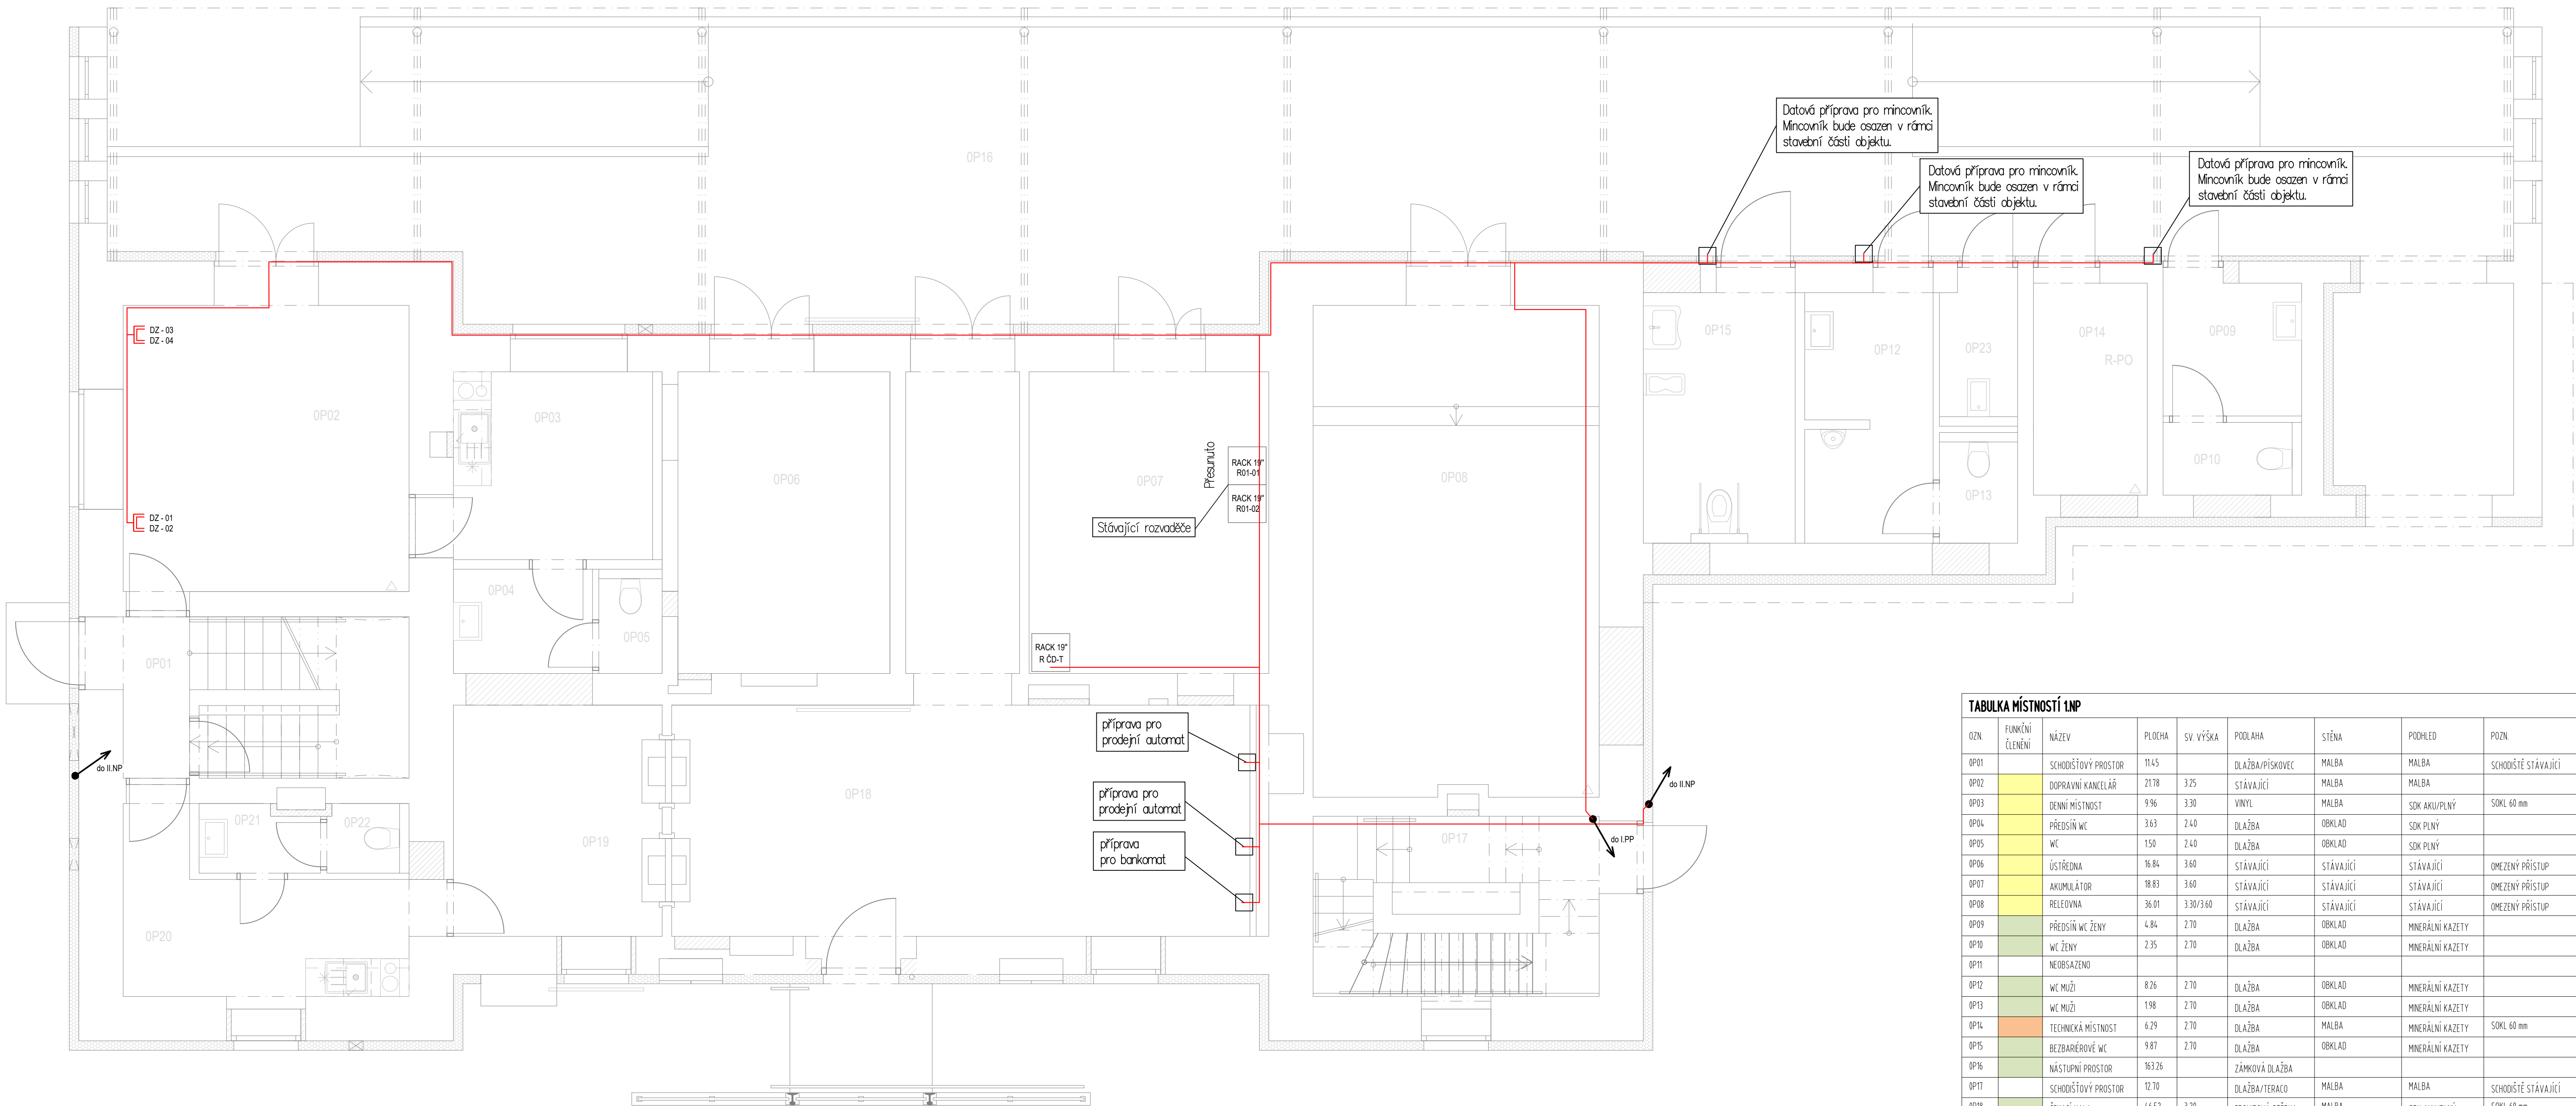 Datová příprava pro mincovník.
Mincovník bude osazen v rámci
stavební části objektu.
Datová příprava pro mincovník.
Mincovník bude osazen v rámci
stavební části objektu.
Datová příprava pro mincovník.
Mincovník bude osazen v rámci
stavební části objektu.
0P16
DZ - 03
DZ - 04
DZ - 01
DZ - 02
0P02
0P03
0P04
0P05
0P06
0P07
Přesunuto
RACK 19"
R01-01
RACK 19"
R01-02
Stávající rozvaděče
RACK 19"
R ČD-T
0P08
0P15
0P12
0P23
0P13
0P14
R-PO
0P09
0P10
0P01
do II.NP
0P21
0P22
0P20
0P19
0P18
příprava pro
prodejní automat
příprava pro
prodejní automat
příprava
pro bankomat
0P17
do II.NP
do I.PP
TABULKA MÍSTNOSTÍ 1.NP
OZN. FUNKČNÍ ČLENĚNÍ NÁZEV PLOCHA SV. VÝŠKA PODLAHA STĚNA PODHLED POZN.
0P01 SCHODIŠŤOVÝ PROSTOR 11.45 DLAŽBA/PÍSKOVEC MALBA MALBA SCHODIŠTĚ STÁVAJÍCÍ
0P02 DOPRAVNÍ KANCELÁŘ 21.78 3.25 STÁVAJÍCÍ MALBA MALBA
0P03 DENNÍ MÍSTNOST 9.96 3.30 VINYL MALBA SDK AKU/PLNÝ SOKL 60 mm
0P04 PŘEDSÍŇ WC 3.63 2.40 DLAŽBA OBKLAD SDK PLNÝ
0P05 WC 1.50 2.40 DLAŽBA OBKLAD SDK PLNÝ
0P06 ÚSTŘEDNA 16.84 3.60 STÁVAJÍCÍ STÁVAJÍCÍ STÁVAJÍCÍ OMEZENÝ PŘÍSTUP
0P07 AKUMULÁTOR 18.83 3.60 STÁVAJÍCÍ STÁVAJÍCÍ STÁVAJÍCÍ OMEZENÝ PŘÍSTUP
0P08 RELEOVNA 36.01 3.30/3.60 STÁVAJÍCÍ STÁVAJÍCÍ STÁVAJÍCÍ OMEZENÝ PŘÍSTUP
0P09 PŘEDSÍŇ WC ŽENY 4.84 2.70 DLAŽBA OBKLAD MINERÁLNÍ KAZETY
0P10 WC ŽENY 2.35 2.70 DLAŽBA OBKLAD MINERÁLNÍ KAZETY
0P11 NEOBSAZENO
0P12 WC MUŽI 8.26 2.70 DLAŽBA OBKLAD MINERÁLNÍ KAZETY
0P13 WC MUŽI 1.98 2.70 DLAŽBA OBKLAD MINERÁLNÍ KAZETY
0P14 TECHNICKÁ MÍSTNOST 6.29 2.70 DLAŽBA MALBA MINERÁLNÍ KAZETY SOKL 60 mm
0P15 BEZBARIÉROVÉ WC 9.87 2.70 DLAŽBA OBKLAD MINERÁLNÍ KAZETY
0P16 NÁSTUPNÍ PROSTOR 163.26 ZÁMKOVÁ DLAŽBA
0P17 SCHODIŠŤOVÝ PROSTOR 12.70 DLAŽBA/TERACO MALBA MALBA SCHODIŠTĚ STÁVAJÍCÍ